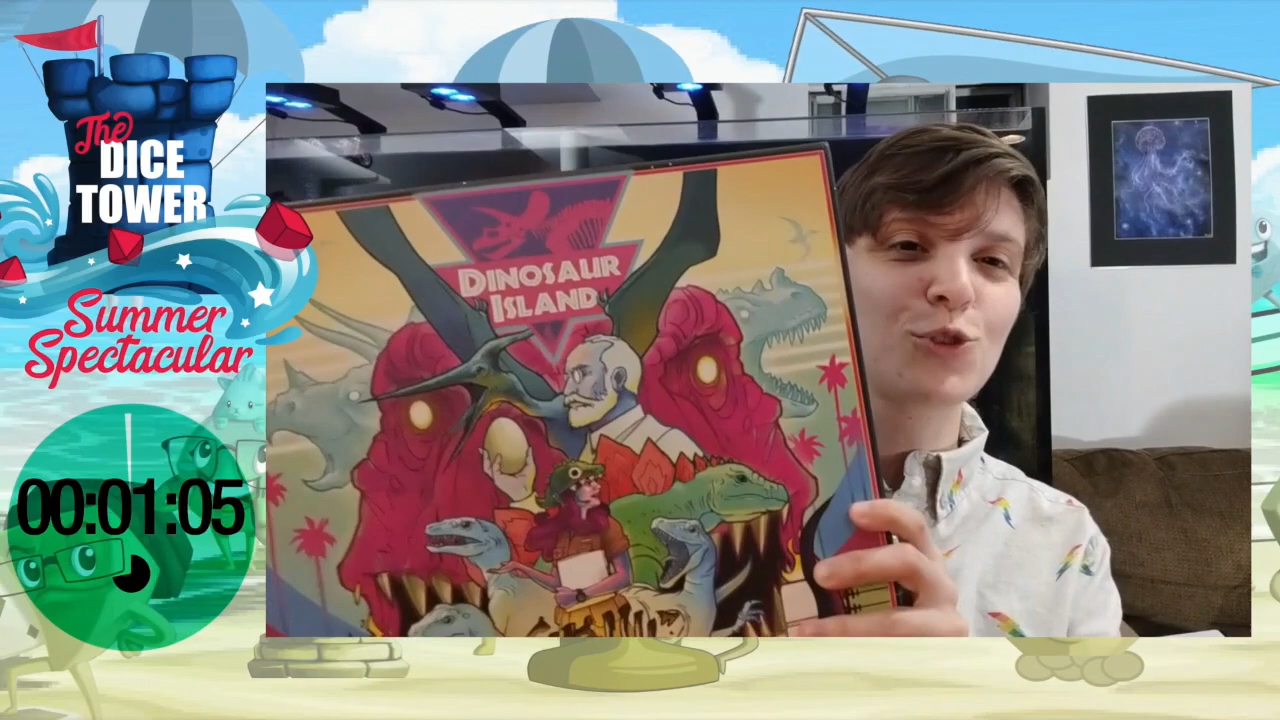 The
DICE
TOWER
Summer
Spectacular
00:01:05
DINOSAUR
ISLAND